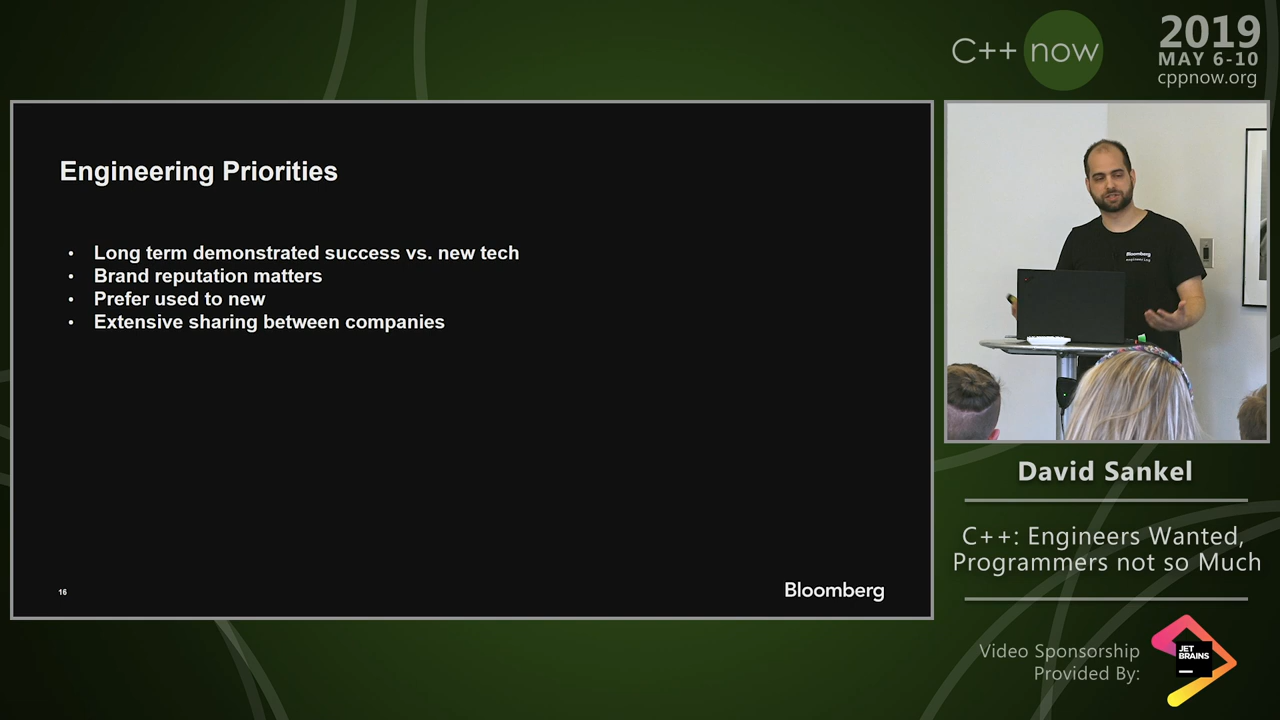 C++ now
2019
MAY 6-10
cppnow.org
Engineering Priorities
• Long term demonstrated success vs. new tech
• Brand reputation matters
• Prefer used to new
• Extensive sharing between companies
16
Bloomberg
Bloomberg
David Sankel
C++: Engineers Wanted,
Programmers not so Much
Video Sponsorship
Provided By:
JET
BRAINS